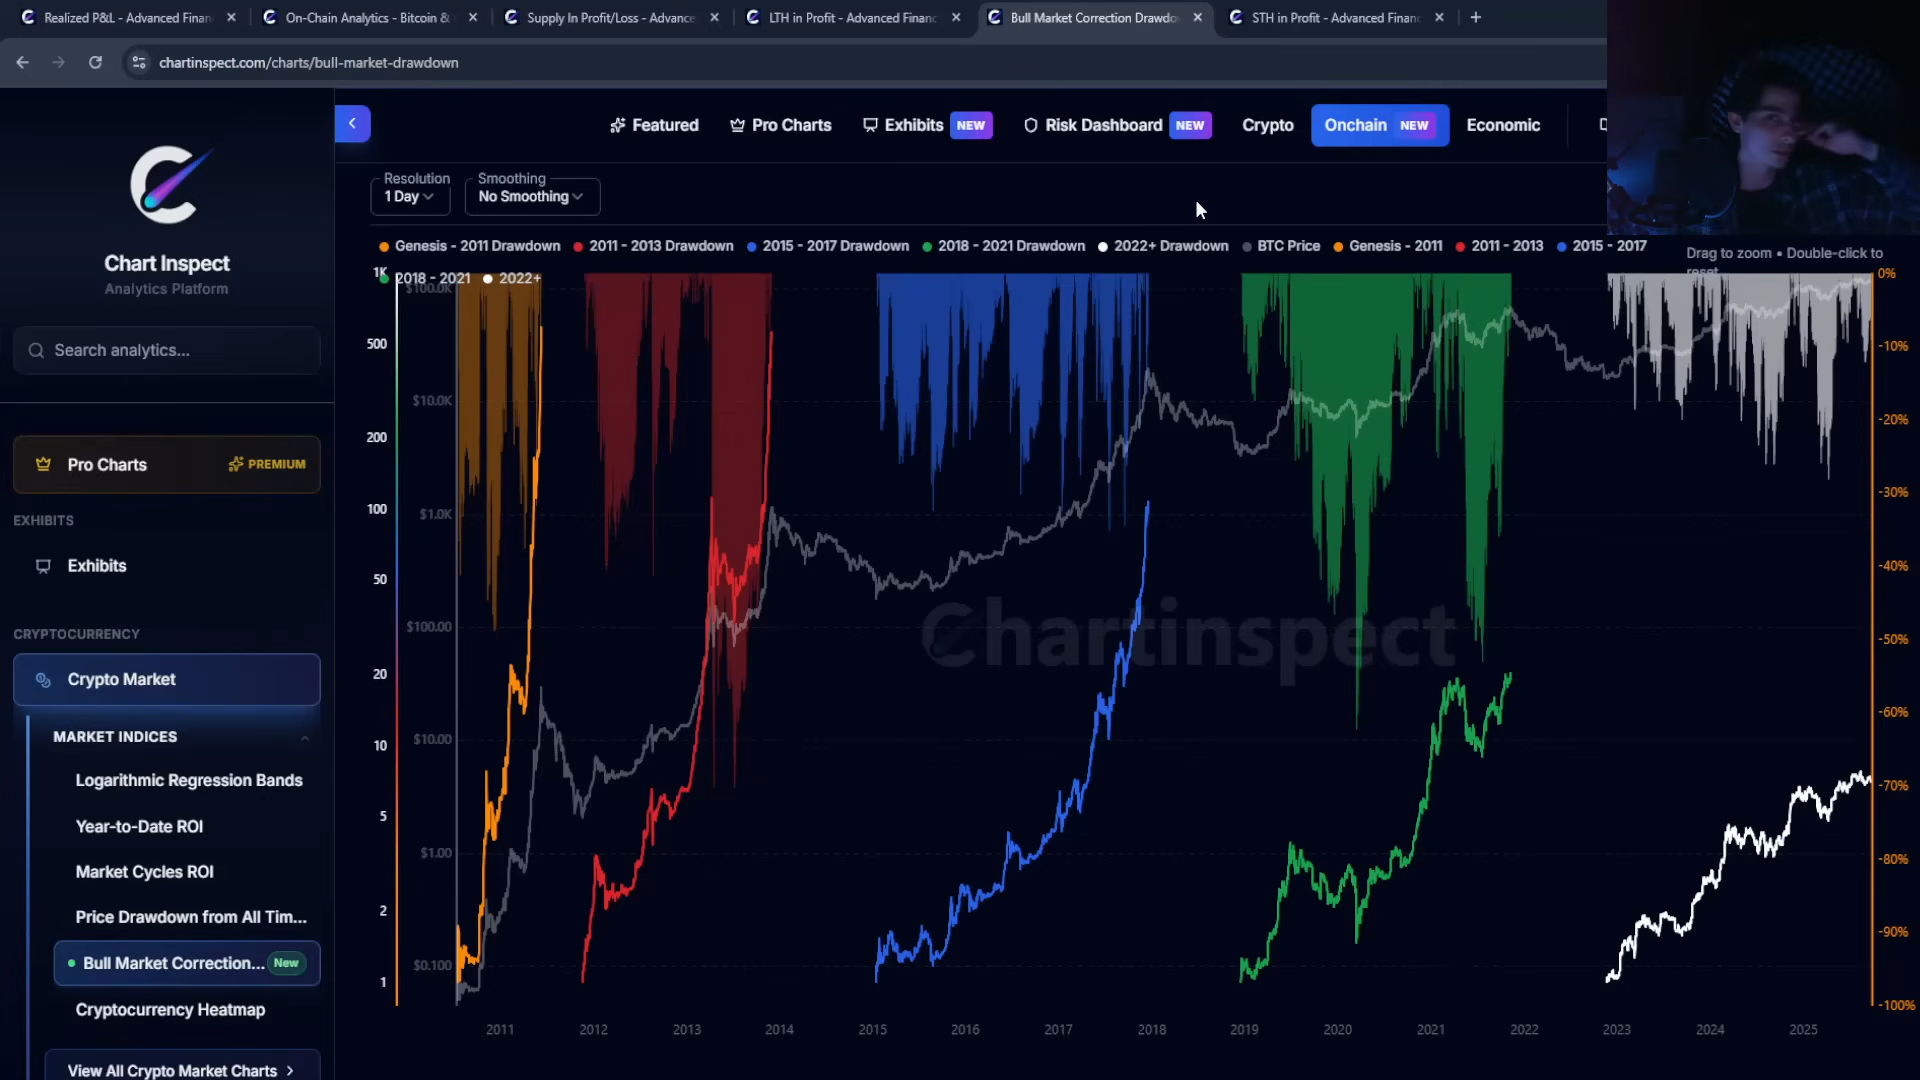 Realized P&L - Advanced Finan
On-Chain Analytics - Bitcoin &
Supply In Profit/Loss - Advance
LTH in Profit - Advanced Financ
Bull Market Correction Drawdo
STH in Profit - Advanced Financ
chartinspect.com/charts/bull-market-drawdown
Featured
Pro Charts
Exhibits NEW
Risk Dashboard NEW
Crypto
Onchain NEW
Economic
Chart Inspect
Analytics Platform
Search analytics...
Pro Charts PREMIUM
EXHIBITS
Exhibits
CRYPTOCURRENCY
Crypto Market
MARKET INDICES
Logarithmic Regression Bands
Year-to-Date ROI
Market Cycles ROI
Price Drawdown from All Tim...
Bull Market Correction... New
Cryptocurrency Heatmap
View All Crypto Market Charts
Resolution
1 Day
Smoothing
No Smoothing
Genesis - 2011 Drawdown 2011 - 2013 Drawdown 2015 - 2017 Drawdown 2018 - 2021 Drawdown 2022+ Drawdown BTC Price Genesis - 2011 2011 - 2013 2015 - 2017
2018 - 2021 2022+
Drag to zoom • Double-click to
reset
1K
500
200
100
50
20
10
5
2
1
$100.0K
$10.0K
$1.0K
$100.00
$10.00
$1.00
$0.100
Chartinspect
0%
-10%
-20%
-30%
-40%
-50%
-60%
-70%
-80%
-90%
-100%
2011 2012 2013 2014 2015 2016 2017 2018 2019 2020 2021 2022 2023 2024 2025